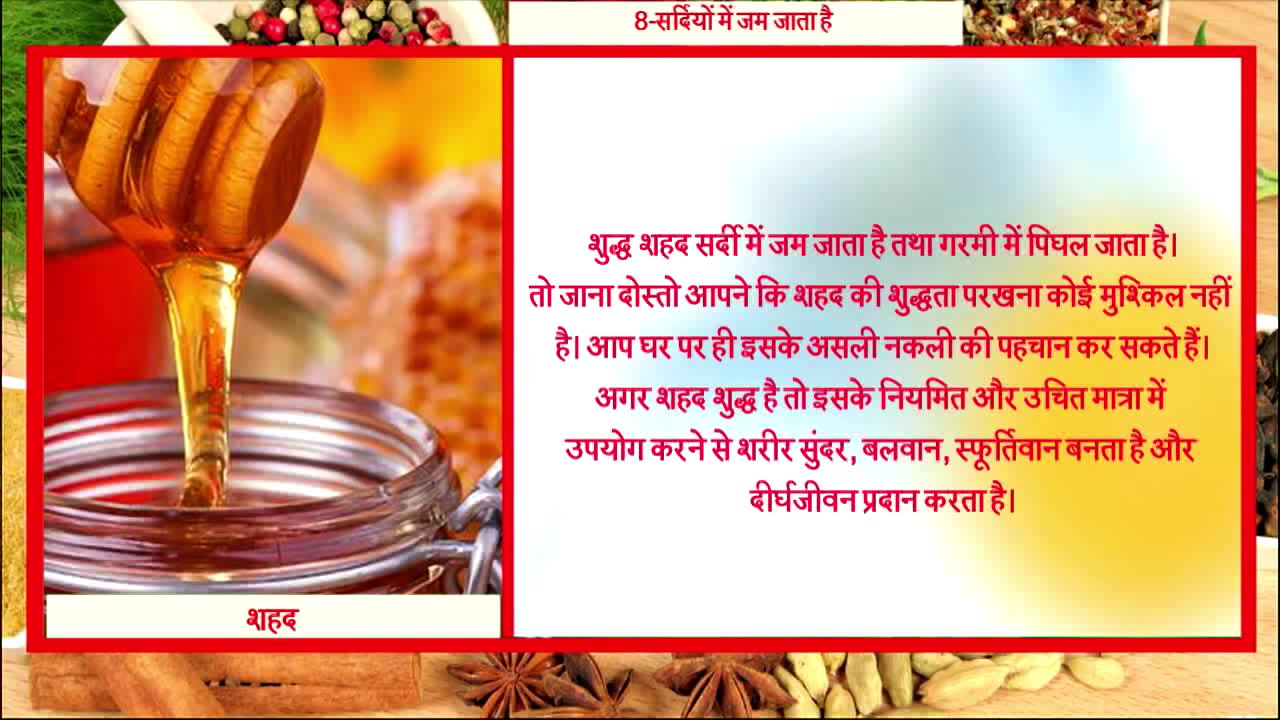 8-सर्दियों में जम जाता है
शुद्ध शहद सर्दी में जम जाता है तथा गरमी में पिघल जाता है।
तो जाना दोस्तो आपने कि शहद की शुद्धता परखना कोई मुश्किल नहीं
है। आप घर पर ही इसके असली नकली की पहचान कर सकते हैं।
अगर शहद शुद्ध है तो इसके नियमित और उचित मात्रा में
उपयोग करने से शरीर सुंदर, बलवान, स्फूर्तिवान बनता है और
दीर्घजीवन प्रदान करता है।
शहद